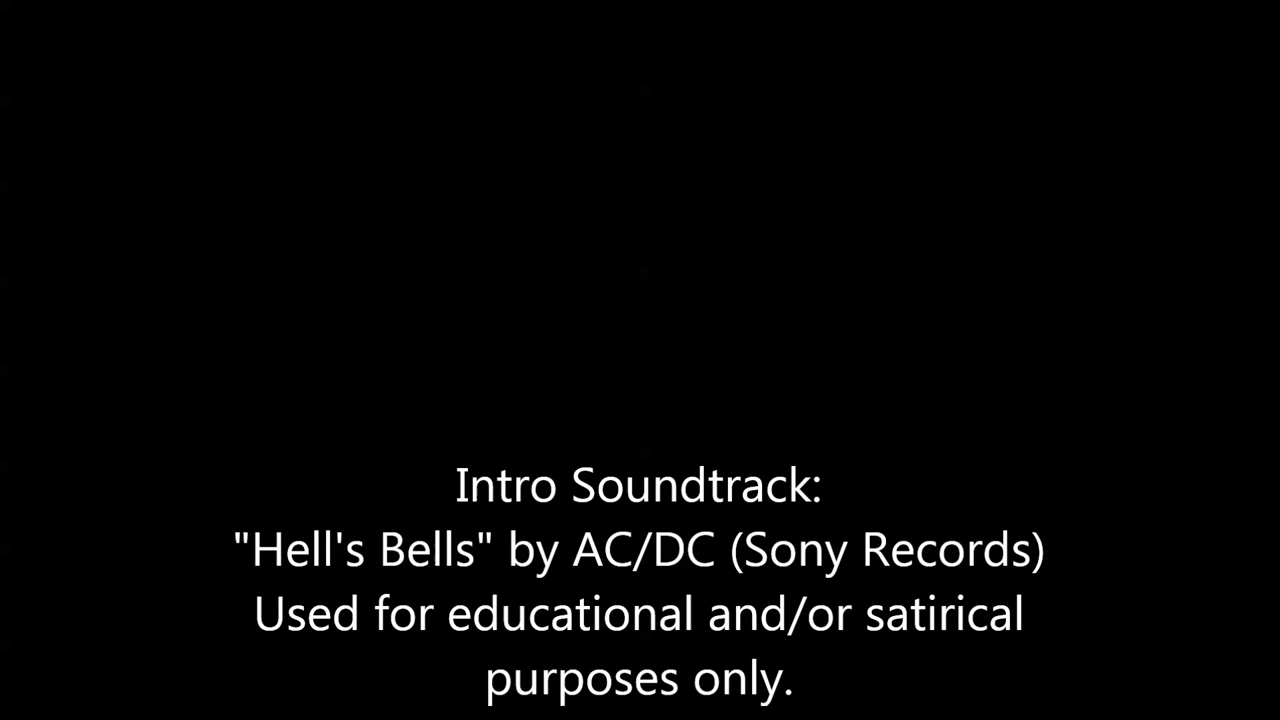 Intro Soundtrack:
"Hell's Bells" by AC/DC (Sony Records)
Used for educational and/or satirical
purposes only.